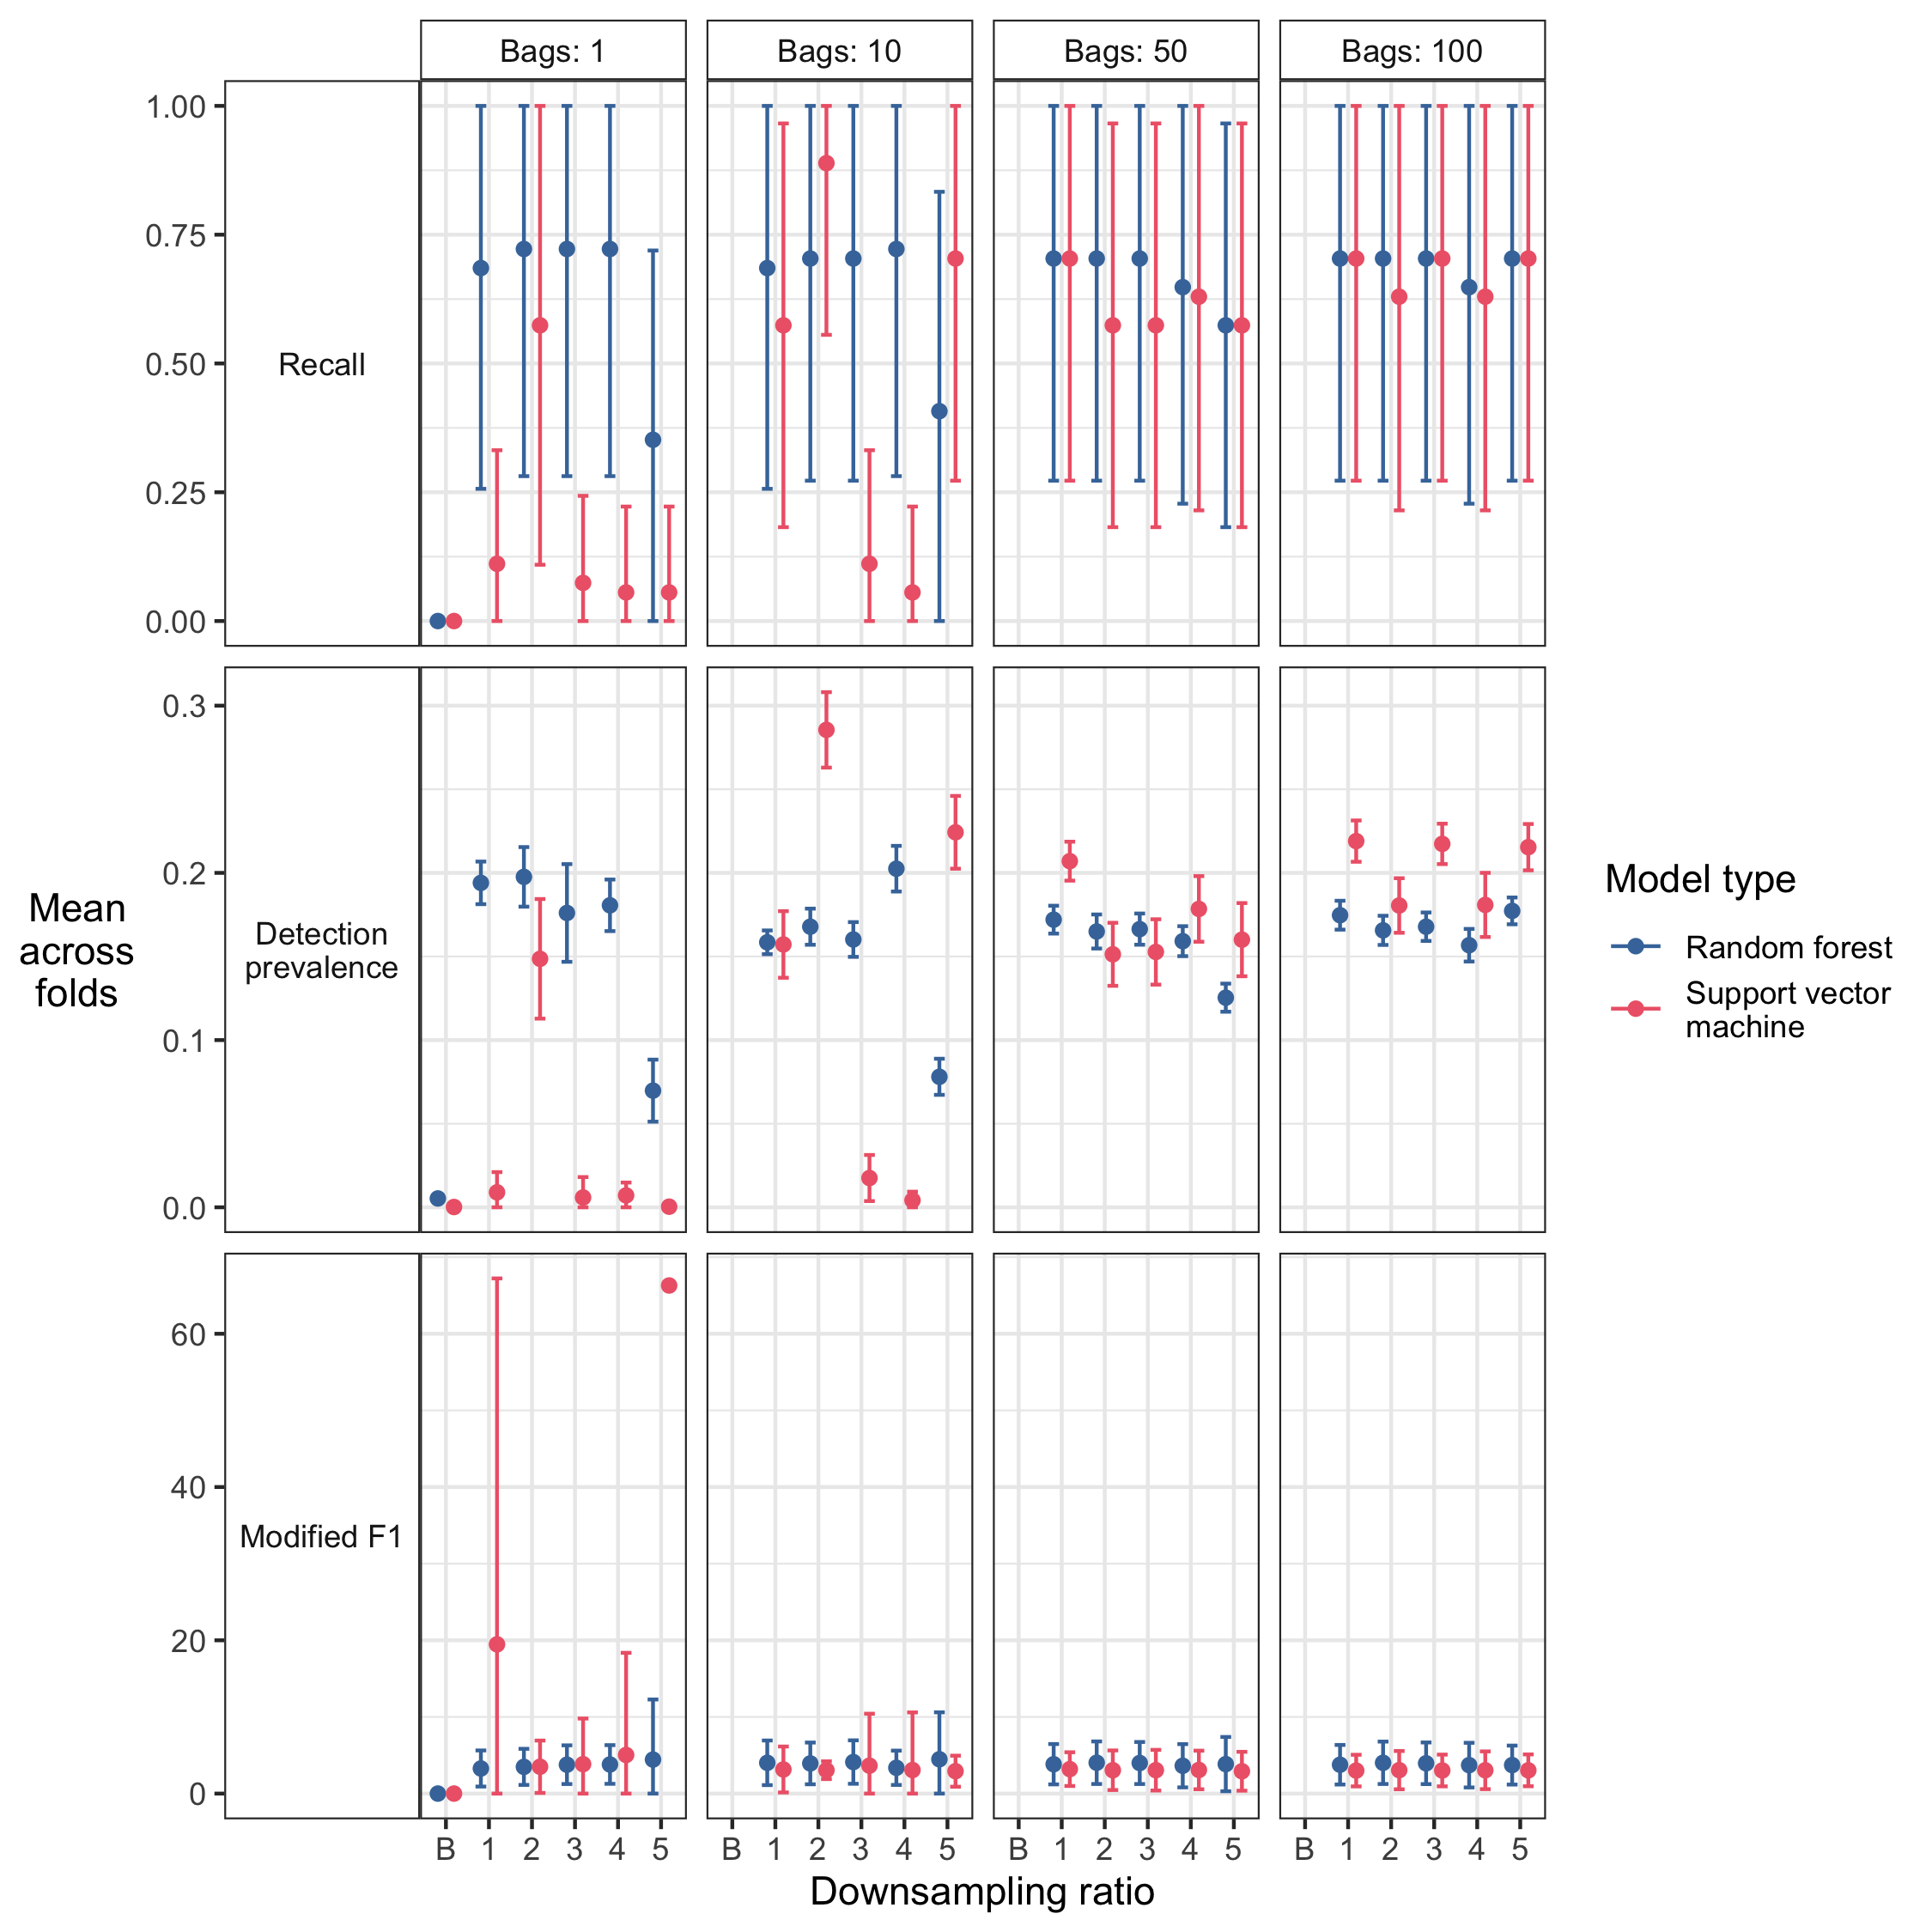 Bags: 1
Bags: 10
Bags: 50
Bags: 100
1.00
0.75
0.50
0.25
0.00
Recall
0.3
0.2
0.1
0.0
Detection
prevalence
60
40
20
0
Modified F1
Mean
across
folds
B 1 2 3 4 5
B 1 2 3 4 5
B 1 2 3 4 5
B 1 2 3 4 5
Downsampling ratio
Model type
Random forest
Support vector
machine